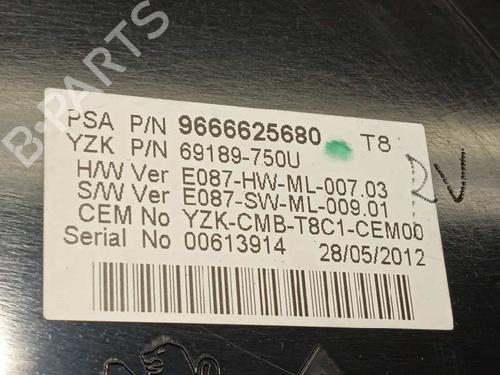 PSA P/N 9666625680 T8
YZK P/N 69189-750U
H/W Ver E087-HW-ML-007.03
S/W Ver E087-SW-ML-009.01
CEM No YZK-CMB-T8C1-CEM00
Serial No 00613914 28/05/2012
B-PARTS